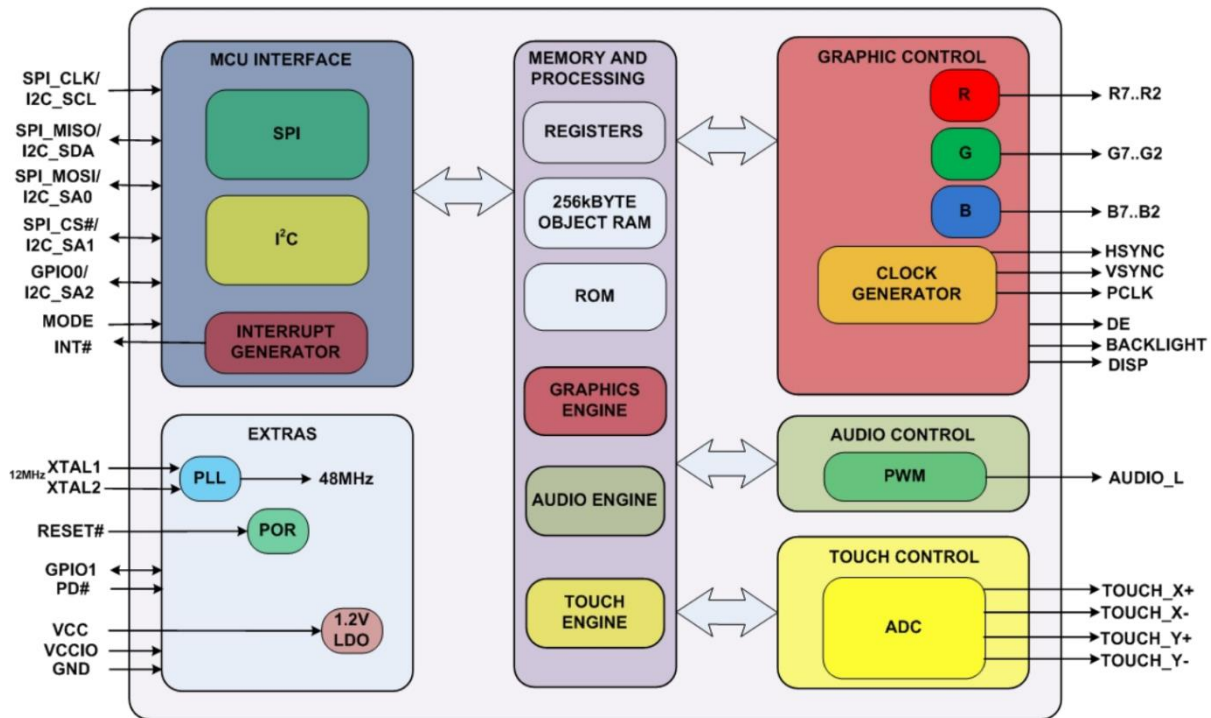 MCU INTERFACE
SPI_CLK/
I2C_SCL
SPI_MISO/
I2C_SDA
SPI_MOSI/
I2C_SA0
SPI_CS#/
I2C_SA1
GPIO0/
I2C_SA2
MODE
INT#
SPI
I²C
INTERRUPT
GENERATOR
EXTRAS
12MHz
XTAL1
XTAL2
PLL
48MHz
RESET#
POR
GPIO1
PD#
VCC
VCCIO
GND
1.2V
LDO
MEMORY AND
PROCESSING
REGISTERS
256kBYTE
OBJECT RAM
ROM
GRAPHICS
ENGINE
AUDIO ENGINE
TOUCH
ENGINE
GRAPHIC CONTROL
R
G
B
CLOCK
GENERATOR
R7..R2
G7..G2
B7..B2
HSYNC
VSYNC
PCLK
DE
BACKLIGHT
DISP
AUDIO CONTROL
PWM
AUDIO_L
TOUCH CONTROL
ADC
TOUCH_X+
TOUCH_X-
TOUCH_Y+
TOUCH_Y-